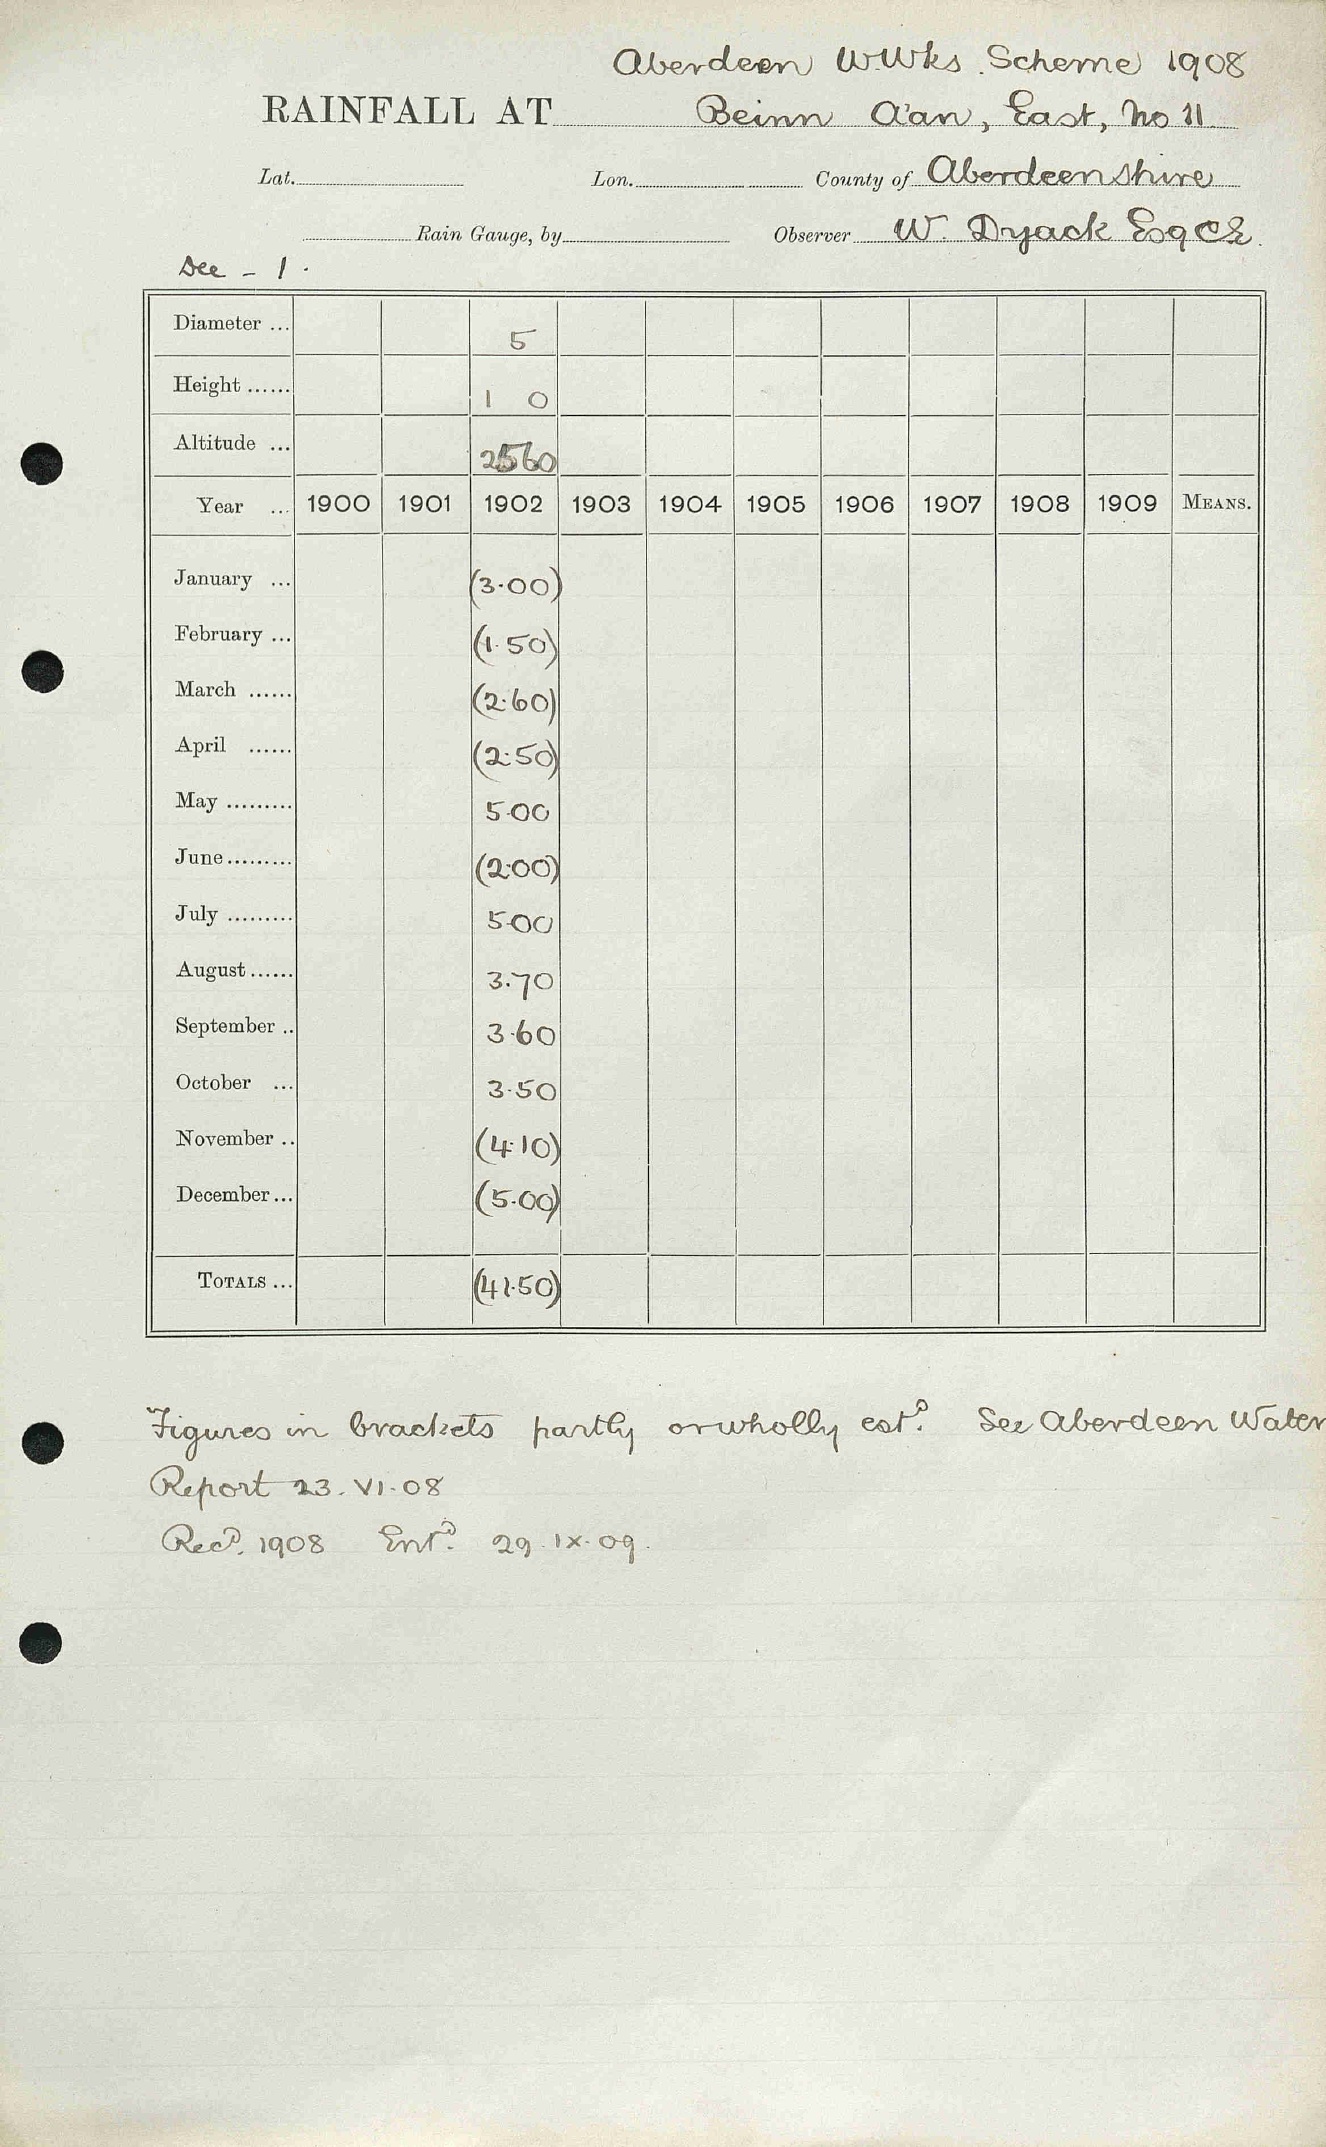 Aberdeen W.Wks. Scheme 1908
RAINFALL AT Beinn A'an, East, No 11
Lat. Lon. County of Aberdeenshire
Rain Gauge, by Observer W. Dyack Esq CE.
Dee - 1.
Diameter ... 5
Height ...... 1 0
Altitude ... 2560
Year ... 1900 1901 1902 1903 1904 1905 1906 1907 1908 1909 MEANS.
January ... (3.00)
February ... (1.50)
March ...... (2.60)
April ...... (2.50)
May ......... 5.00
June ......... (2.00)
July ......... 5.00
August ...... 3.70
September .. 3.60
October ... 3.50
November .. (4.10)
December ... (5.00)
TOTALS ... (41.50)
Figures in brackets partly or wholly estd. See Aberdeen Water
Report 23.VI.08
Recd. 1908 Entd. 29.IX.09.